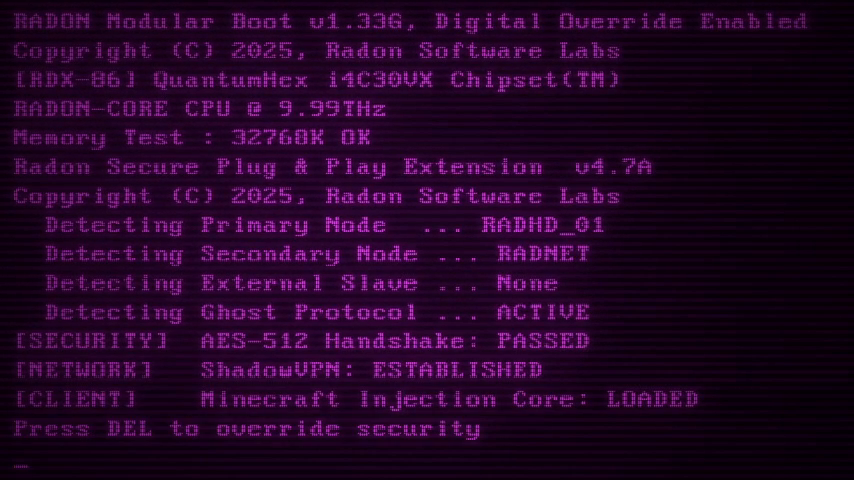 RADON Modular Boot v1.33G, Digital Override Enabled
Copyright (C) 2025, Radon Software Labs
[RDX-86] QuantumHex i4C30VX Chipset(TM)
RADON-CORE CPU @ 9.99THz
Memory Test : 32760K OK
Radon Secure Plug & Play Extension  v4.7A
Copyright (C) 2025, Radon Software Labs
  Detecting Primary Node  ... RADHD_01
  Detecting Secondary Node ... RADNET
  Detecting External Slave ... None
  Detecting Ghost Protocol ... ACTIVE
[SECURITY]  AES-512 Handshake: PASSED
[NETWORK]   ShadowVPN: ESTABLISHED
[CLIENT]    Minecraft Injection Core: LOADED
Press DEL to override security
_